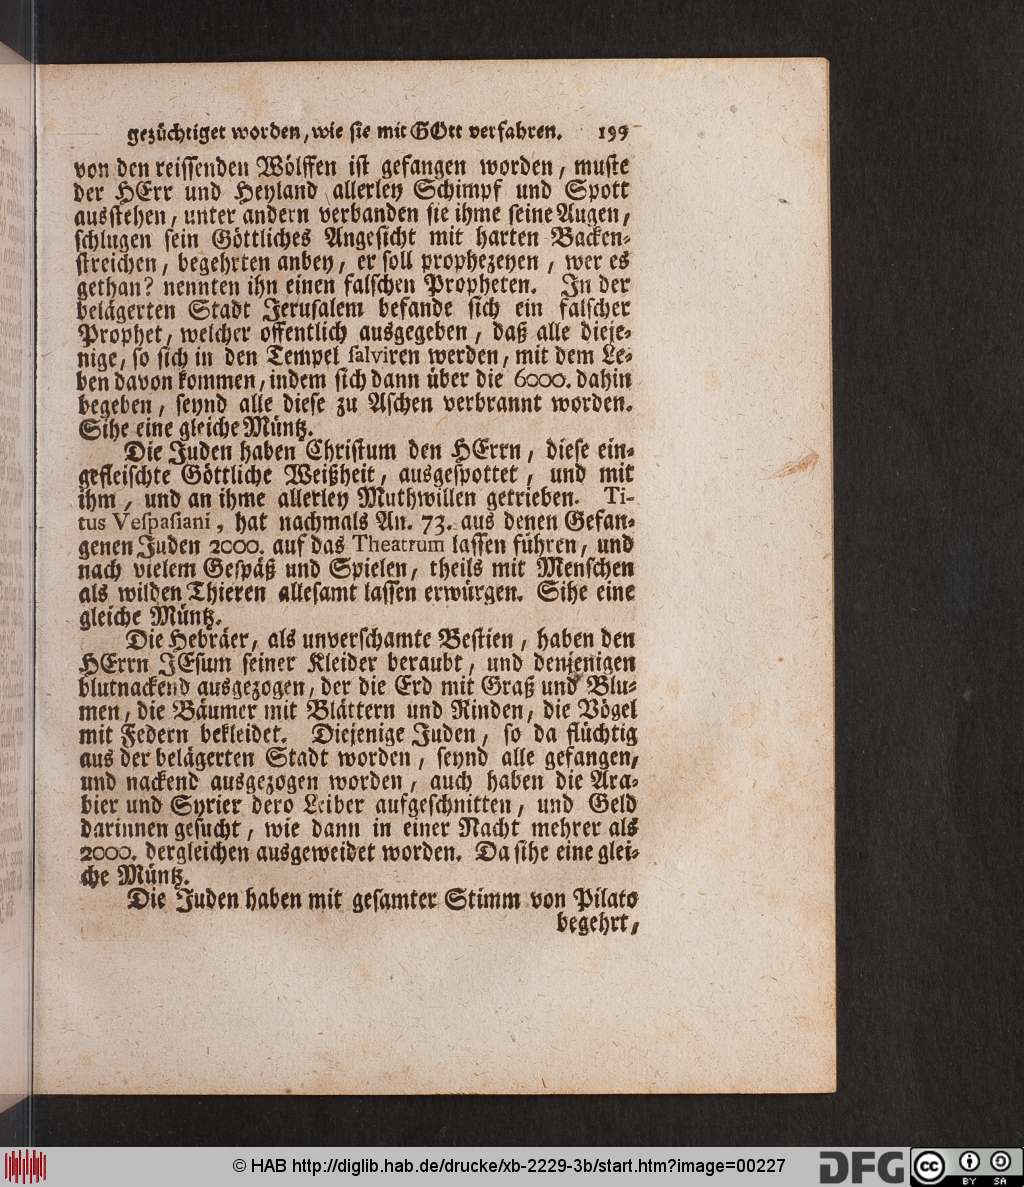 gezüchtiget worden, wie sie mit GOtt verfahren. 199
von den reissenden Wölffen ist gefangen worden, muste
der HErr und Heyland allerley Schimpf und Spott
ausstehen, unter andern verbanden sie ihme seine Augen,
schlugen sein Göttliches Angesicht mit harten Backen-
streichen, begehrten anbey, er soll prophezeyen, wer es
gethan? nennten ihn einen falschen Propheten. In der
belägerten Stadt Jerusalem befande sich ein falscher
Prophet, welcher offentlich ausgegeben, daß alle dieje-
nige, so sich in den Tempel salviren werden, mit dem Le-
ben davon kommen, indem sich dann über die 6000. dahin
begeben, seynd alle diese zu Aschen verbrannt worden.
Sihe eine gleiche Müntz.
Die Juden haben Christum den HErrn, diese ein-
gefleischte Göttliche Weißheit, ausgespottet, und mit
ihm, und an ihme allerley Muthwillen getrieben. Ti-
tus Vespasiani, hat nachmals An. 73. aus denen Gefan-
genen Juden 2000. auf das Theatrum lassen führen, und
nach vielem Gespäß und Spielen, theils mit Menschen
als wilden Thieren allesamt lassen erwürgen. Sihe eine
gleiche Müntz.
Die Hebräer, als unverschamte Bestien, haben den
HErrn JEsum seiner Kleider beraubt, und denjenigen
blutnackend ausgezogen, der die Erd mit Graß und Blu-
men, die Bäumer mit Blättern und Rinden, die Vögel
mit Federn bekleidet. Diejenige Juden, so da flüchtig
aus der belägerten Stadt worden, seynd alle gefangen,
und nackend ausgezogen worden, auch haben die Ara-
bier und Syrier dero Leiber aufgeschnitten, und Geld
darinnen gesucht, wie dann in einer Nacht mehrer als
2000. dergleichen ausgeweidet worden. Da sihe eine glei-
che Müntz.
Die Juden haben mit gesamter Stimm von Pilato
begehrt,
© HAB http://diglib.hab.de/drucke/xb-2229-3b/start.htm?image=00227
DFG
cc BY SA